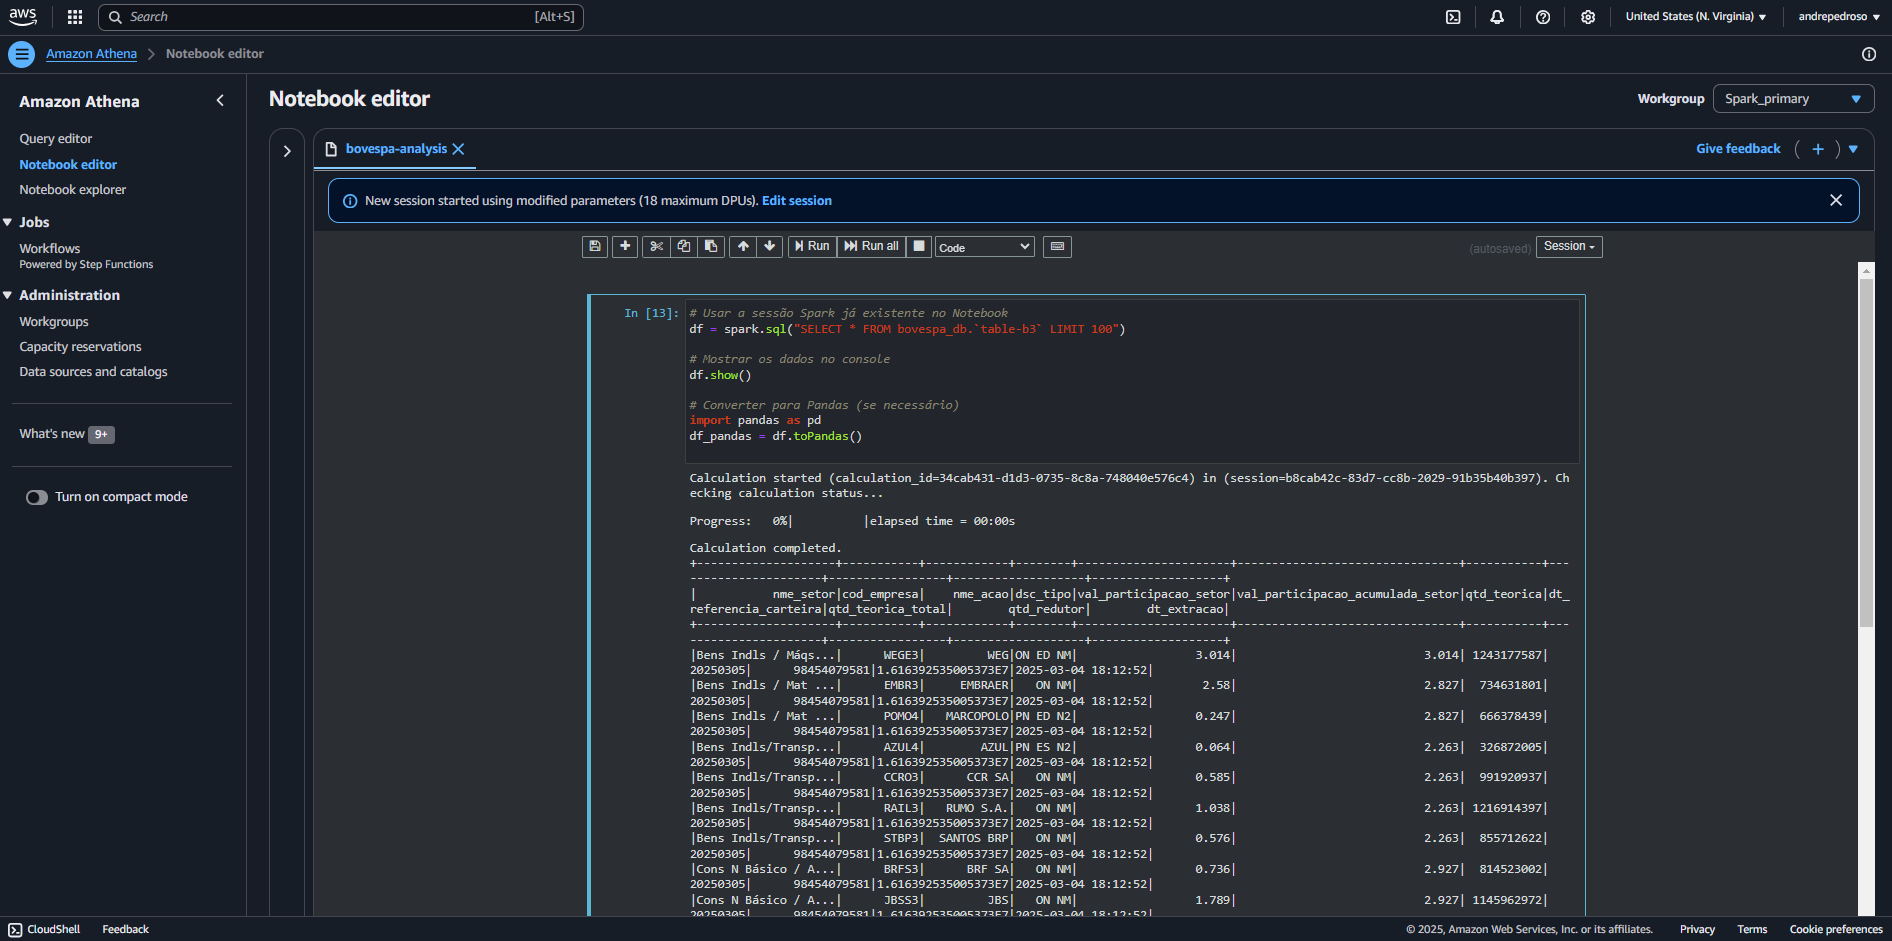 aws
Search
[Alt+S]
United States (N. Virginia)
andrepedroso
Amazon Athena
Notebook editor
Amazon Athena
Query editor
Notebook editor
Notebook explorer
Jobs
Workflows
Powered by Step Functions
Administration
Workgroups
Capacity reservations
Data sources and catalogs
What's new 9+
Turn on compact mode
Notebook editor
Workgroup
Spark_primary
bovespa-analysis
Give feedback
New session started using modified parameters (18 maximum DPUs). Edit session
Run
Run all
Code
(autosaved)
Session
In [13]:
# Usar a sessão Spark já existente no Notebook
df = spark.sql("SELECT * FROM bovespa_db.`table-b3` LIMIT 100")
# Mostrar os dados no console
df.show()
# Converter para Pandas (se necessário)
import pandas as pd
df_pandas = df.toPandas()
Calculation started (calculation_id=34cab431-d1d3-0735-8c8a-748040e576c4) in (session=b8cab42c-83d7-cc8b-2029-91b35b40b397). Ch
ecking calculation status...
Progress:   0%|          |elapsed time = 00:00s
Calculation completed.
+--------------------+-----------+------------+--------+----------------------+--------------------------------+-----------+---
-------------------+-----------------+-------------------+-------------------+
|           nme_setor|cod_empresa|    nme_acao|dsc_tipo|val_participacao_setor|val_participacao_acumulada_setor|qtd_teorica|dt_
referencia_carteira|qtd_teorica_total|        qtd_redutor|        dt_extracao|
+--------------------+-----------+------------+--------+----------------------+--------------------------------+-----------+---
-------------------+-----------------+-------------------+-------------------+
|Bens Indls / Máqs...|      WEGE3|         WEG|ON ED NM|                 3.014|                           3.014| 1243177587|
20250305|      98454079581|1.616392535005373E7|2025-03-04 18:12:52|
|Bens Indls / Mat ...|      EMBR3|     EMBRAER|   ON NM|                  2.58|                           2.827|  734631801|
20250305|      98454079581|1.616392535005373E7|2025-03-04 18:12:52|
|Bens Indls / Mat ...|      POMO4|   MARCOPOLO|PN ED N2|                 0.247|                           2.827|  666378439|
20250305|      98454079581|1.616392535005373E7|2025-03-04 18:12:52|
|Bens Indls/Transp...|      AZUL4|        AZUL|PN ES N2|                 0.064|                           2.263|  326872005|
20250305|      98454079581|1.616392535005373E7|2025-03-04 18:12:52|
|Bens Indls/Transp...|      CCRO3|      CCR SA|   ON NM|                 0.585|                           2.263|  991920937|
20250305|      98454079581|1.616392535005373E7|2025-03-04 18:12:52|
|Bens Indls/Transp...|      RAIL3|   RUMO S.A.|   ON NM|                 1.038|                           2.263| 1216914397|
20250305|      98454079581|1.616392535005373E7|2025-03-04 18:12:52|
|Bens Indls/Transp...|      STBP3|  SANTOS BRP|   ON NM|                 0.576|                           2.263|  855712622|
20250305|      98454079581|1.616392535005373E7|2025-03-04 18:12:52|
|Cons N Básico / A...|      BRFS3|      BRF SA|   ON NM|                 0.736|                           2.927|  814523002|
20250305|      98454079581|1.616392535005373E7|2025-03-04 18:12:52|
|Cons N Básico / A...|      JBSS3|         JBS|   ON NM|                 1.789|                           2.927| 1145962972|
20250305|      98454079581|1.616392535005373E7|2025-03-04 18:12:52|
CloudShell
Feedback
© 2025, Amazon Web Services, Inc. or its affiliates.
Privacy
Terms
Cookie preferences